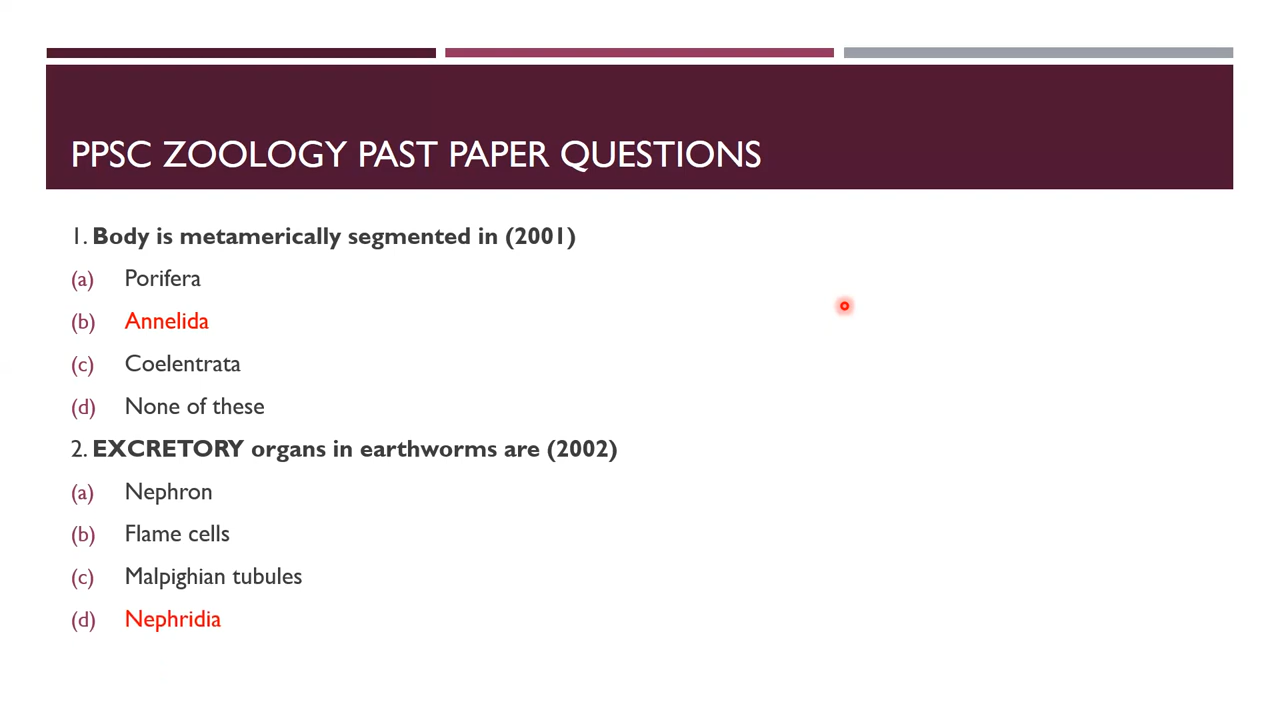 PPSC ZOOLOGY PAST PAPER QUESTIONS
1. Body is metamerically segmented in (2001)
(a) Porifera
(b) Annelida
(c) Coelentrata
(d) None of these
2. EXCRETORY organs in earthworms are (2002)
(a) Nephron
(b) Flame cells
(c) Malpighian tubules
(d) Nephridia